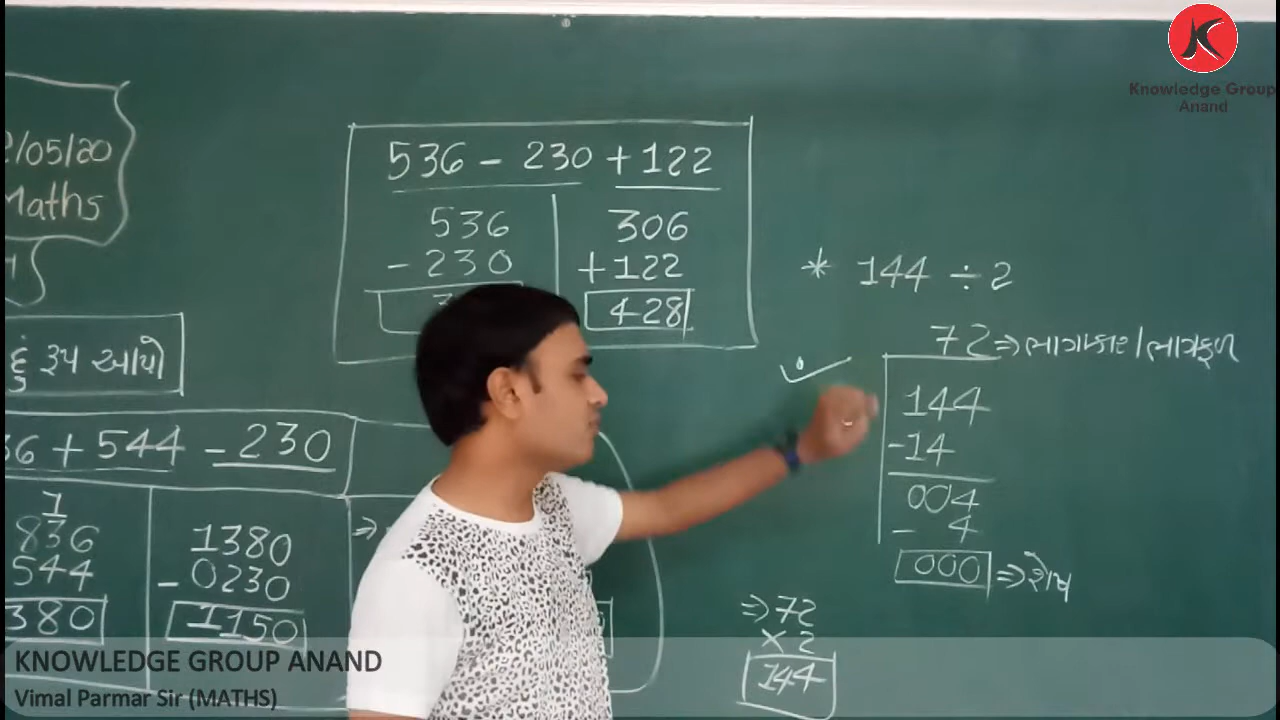 Knowledge Group
Anand
/05/20
Maths
રૂપ આપો
536 - 230 + 122
536
- 230
306
+ 122
428
36 + 544 - 230
1
836
544
380
1380
- 0230
1150
⇒
* 144 ÷ 2
72 ⇒ ભાગાકાર / ભાગફળ
144
- 14
004
- 4
000 ⇒ શેષ
⇒ 72
× 2
144
KNOWLEDGE GROUP ANAND
Vimal Parmar Sir (MATHS)